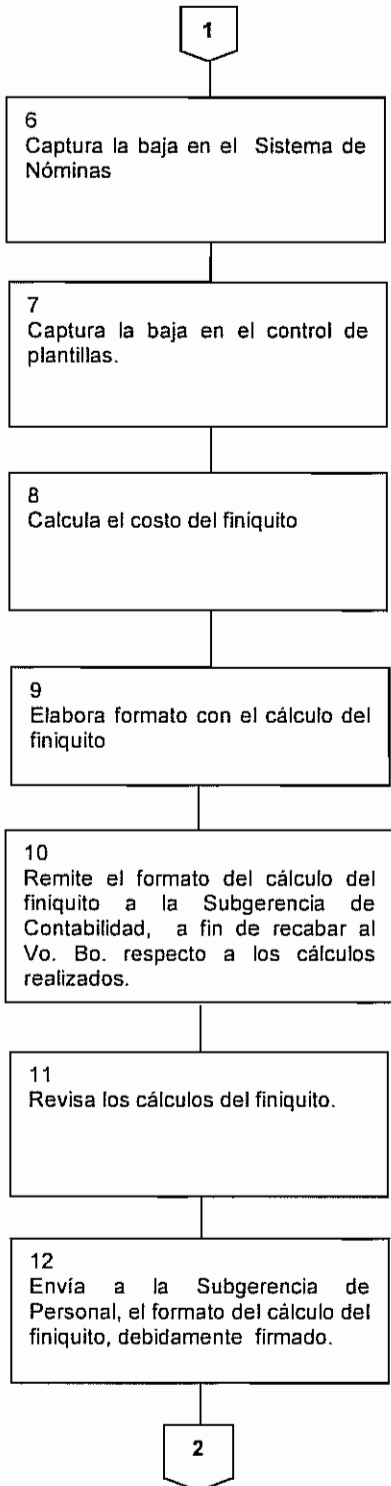 1
6
Captura la baja en el Sistema de
Nóminas
7
Captura la baja en el control de
plantillas.
8
Calcula el costo del finiquito
9
Elabora formato con el cálculo del
finiquito
10
Remite el formato del cálculo del
finiquito a la Subgerencia de
Contabilidad, a fin de recabar al
Vo. Bo. respecto a los cálculos
realizados.
11
Revisa los cálculos del finiquito.
12
Envía a la Subgerencia de
Personal, el formato del cálculo del
finiquito, debidamente firmado.
2